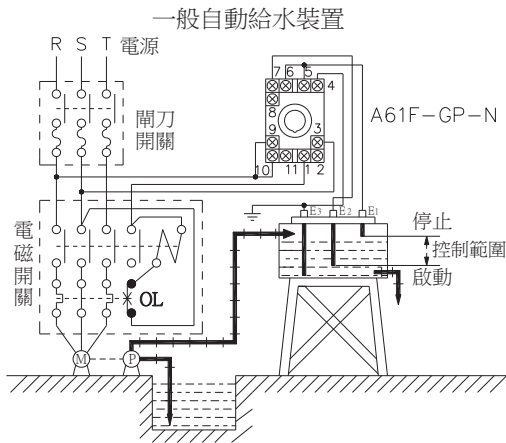 一般自動給水裝置
R S T 電源
7 6 5 4
8
9 3
10 11 1 2
A61F-GP-N
閘刀
開關
電磁開關
OL
M
P
E3 E2 E1
停止
控制範圍
啟動